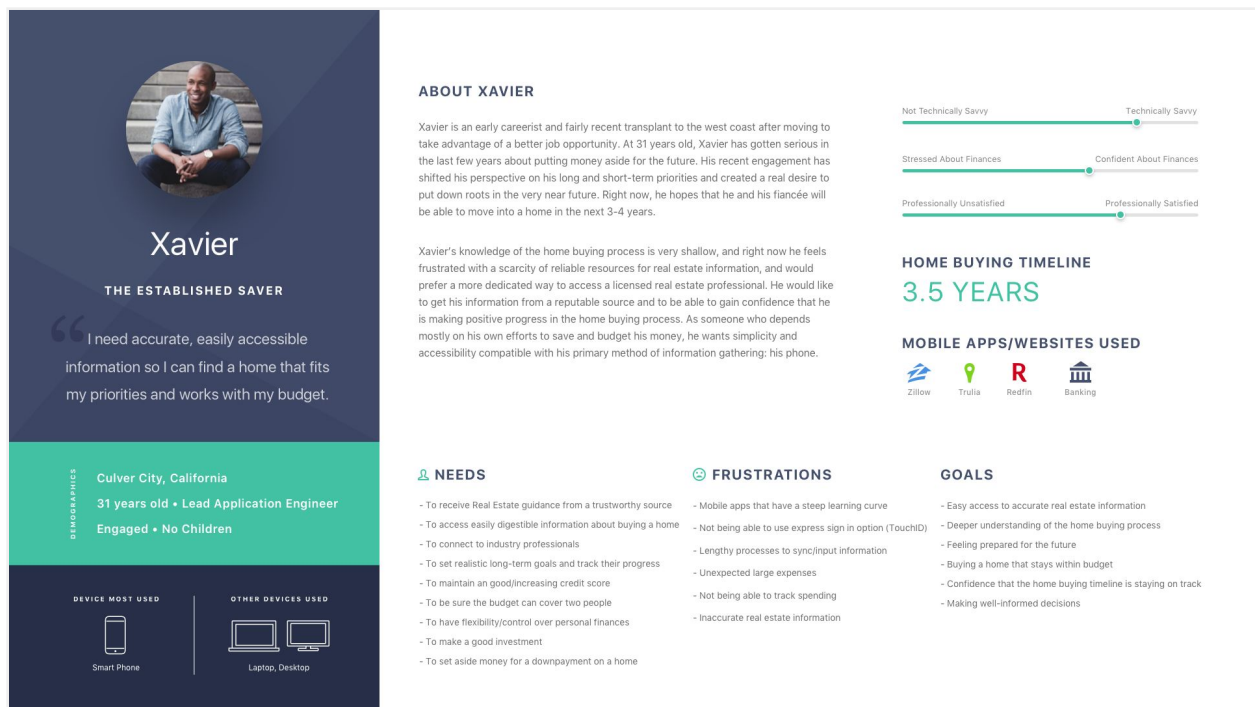 Xavier
THE ESTABLISHED SAVER
“ I need accurate, easily accessible
information so I can find a home that fits
my priorities and works with my budget.
DEMOGRAPHICS
Culver City, California
31 years old • Lead Application Engineer
Engaged • No Children
DEVICE MOST USED
Smart Phone
OTHER DEVICES USED
Laptop, Desktop
ABOUT XAVIER
Xavier is an early careerist and fairly recent transplant to the west coast after moving to
take advantage of a better job opportunity. At 31 years old, Xavier has gotten serious in
the last few years about putting money aside for the future. His recent engagement has
shifted his perspective on his long and short-term priorities and created a real desire to
put down roots in the very near future. Right now, he hopes that he and his fiancée will
be able to move into a home in the next 3-4 years.
Xavier's knowledge of the home buying process is very shallow, and right now he feels
frustrated with a scarcity of reliable resources for real estate information, and would
prefer a more dedicated way to access a licensed real estate professional. He would like
to get his information from a reputable source and to be able to gain confidence that he
is making positive progress in the home buying process. As someone who depends
mostly on his own efforts to save and budget his money, he wants simplicity and
accessibility compatible with his primary method of information gathering: his phone.
Not Technically Savvy Technically Savvy
Stressed About Finances Confident About Finances
Professionally Unsatisfied Professionally Satisfied
HOME BUYING TIMELINE
3.5 YEARS
MOBILE APPS/WEBSITES USED
R
Zillow Trulia Redfin Banking
NEEDS
- To receive Real Estate guidance from a trustworthy source
- To access easily digestible information about buying a home
- To connect to industry professionals
- To set realistic long-term goals and track their progress
- To maintain an good/increasing credit score
- To be sure the budget can cover two people
- To have flexibility/control over personal finances
- To make a good investment
- To set aside money for a downpayment on a home
FRUSTRATIONS
- Mobile apps that have a steep learning curve
- Not being able to use express sign in option (TouchID)
- Lengthy processes to sync/input information
- Unexpected large expenses
- Not being able to track spending
- Inaccurate real estate information
GOALS
- Easy access to accurate real estate information
- Deeper understanding of the home buying process
- Feeling prepared for the future
- Buying a home that stays within budget
- Confidence that the home buying timeline is staying on track
- Making well-informed decisions